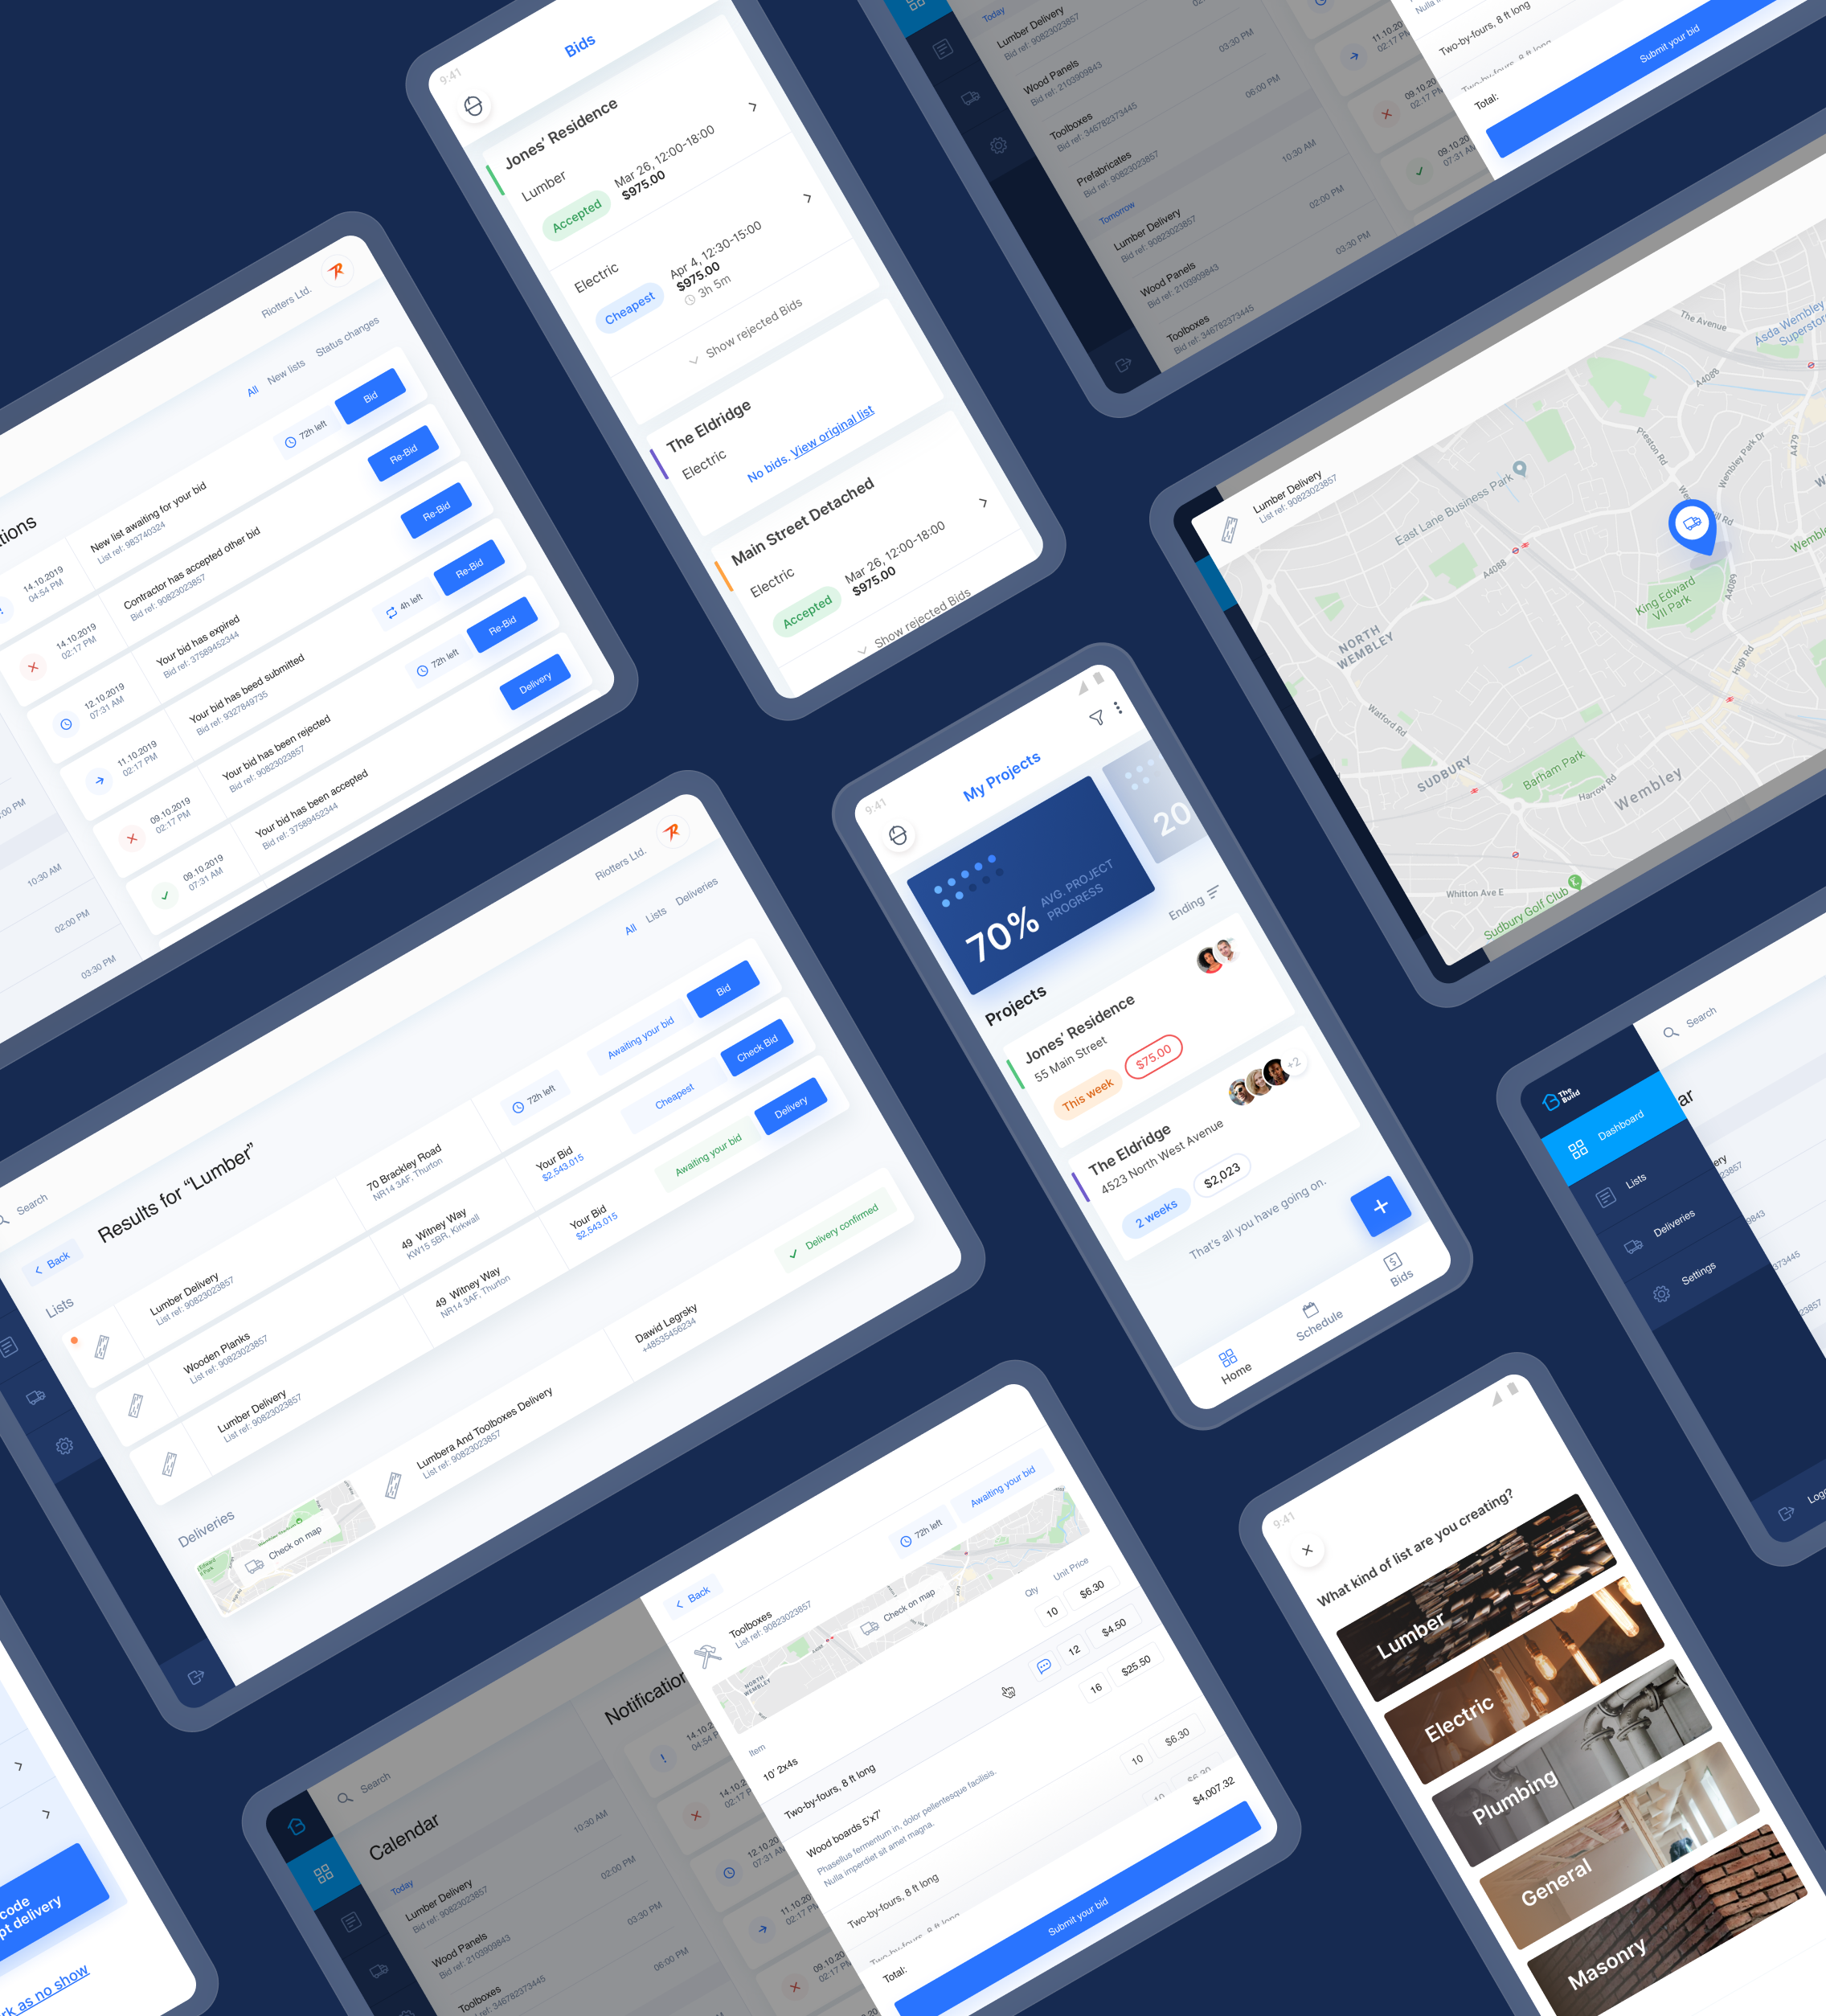 9:41
Bids
Jones' Residence
Lumber
Accepted
Mar 26, 12:00-18:00
$975.00
Electric
Cheapest
Apr 4, 12:30-15:00
$975.00
3h 5m
Show rejected Bids
The Eldridge
Electric
No bids. View original list
Main Street Detached
Electric
Accepted
Mar 26, 12:00-18:00
$975.00
Show rejected Bids
Today
Lumber Delivery
Bid ref: 90823023857
Wood Panels
Bid ref: 2103909843
03:30 PM
Toolboxes
Bid ref: 346782373445
06:00 PM
Prefabricates
Bid ref: 90823023857
Tomorrow
10:30 AM
Lumber Delivery
Bid ref: 90823023857
02:00 PM
Wood Panels
Bid ref: 2103909843
03:30 PM
Toolboxes
Bid ref: 346782373445
11.10.20
02:17 PM
09.10.20
02:17 PM
09.10.20
07:31 AM
Two-by-fours, 8 ft long
Total:
Submit your bid
Riotters Ltd.
All
New lists
Status changes
tions
14.10.2019
04:54 PM
New list awaiting for your bid
List ref: 983740324
72h left
Bid
14.10.2019
02:17 PM
Contractor has accepted other bid
Bid ref: 90823023857
Re-Bid
12.10.2019
07:31 AM
Your bid has expired
Bid ref: 37589452344
Re-Bid
11.10.2019
02:17 PM
Your bid has beed submitted
Bid ref: 9327849735
4h left
Re-Bid
09.10.2019
02:17 PM
Your bid has been rejected
Bid ref: 90823023857
72h left
Re-Bid
09.10.2019
07:31 AM
Your bid has been accepted
Bid ref: 37589452344
Delivery
:00 PM
10:30 AM
02:00 PM
03:30 PM
Lumber Delivery
List ref: 90823023857
The Avenue
Asda Wembley
Superstore
A4086
A479
Preston Rd
Wembley Park Dr
East Lane Business Park
A4088
A4089
King Edward
VII Park
NORTH
WEMBLEY
High Rd
Watford Rd
SUDBURY
Barham Park
Harrow Rd
Wembley
Whitton Ave E
Sudbury Golf Club
9:41
My Projects
70%
AVG. PROJECT
PROGRESS
20
Ending
Projects
Jones' Residence
55 Main Street
This week
$75.00
The Eldridge
4523 North West Avenue
+2
2 weeks
$2,023
That's all you have going on.
Home
Schedule
Bids
Riotters Ltd.
Search
All
Lists
Deliveries
Back
Results for “Lumber”
Lists
Lumber Delivery
List ref: 90823023857
70 Brackley Road
NR14 3AF, Thurton
72h left
Awaiting your bid
Bid
Wooden Planks
List ref: 90823023857
49 Witney Way
KW15 5BR, Kirkwall
Your Bid
$2,543.015
Cheapest
Check Bid
Lumber Delivery
List ref: 90823023857
49 Witney Way
NR14 3AF, Thurton
Your Bid
$2,543.015
Awaiting your bid
Delivery
Deliveries
Check on map
Lumbera And Toolboxes Delivery
List ref: 90823023857
Dawid Legrsky
+48535456234
Delivery confirmed
The
Build
Search
Dashboard
Lists
Deliveries
Settings
ar
ery
23857
9843
373445
23857
Search
Calendar
Today
10:30 AM
Lumber Delivery
Bid ref: 90823023857
02:00 PM
Wood Panels
Bid ref: 2103909843
03:30 PM
Toolboxes
Bid ref: 346782373445
06:00 PM
Notification
14.10.2
04:54 P
14.10.2
02:17 P
12.10.20
07:31 AM
11.10.20
02:17 PM
09.10.20
02:17 PM
Back
72h left
Awaiting your bid
Toolboxes
List ref: 90823023857
Check on map
NORTH
WEMBLEY
Item
Qty
Unit Price
10' 2x4s
10
$6.30
Two-by-fours, 8 ft long
12
$4.50
Wood boards 5'x7'
16
$25.50
Phasellus fermentum in, dolor pellentesque facilisis.
Nulla imperdiet sit amet magna.
Two-by-fours, 8 ft long
10
$6.30
Total:
$4,007.32
Submit your bid
9:41
What kind of list are you creating?
Lumber
Electric
Plumbing
General
Masonry
code
pt delivery
rk as no show